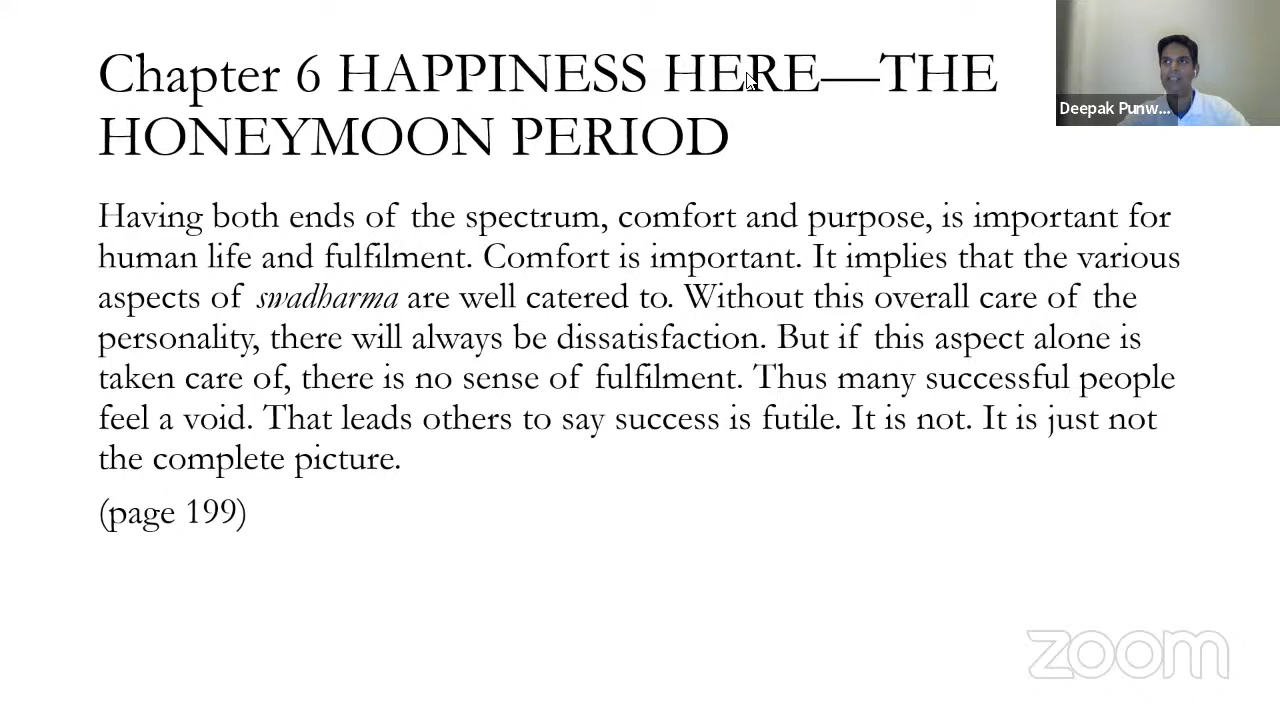 Chapter 6 HAPPINESS HERE—THE
HONEYMOON PERIOD
Deepak Punw...
Having both ends of the spectrum, comfort and purpose, is important for
human life and fulfilment. Comfort is important. It implies that the various
aspects of swadharma are well catered to. Without this overall care of the
personality, there will always be dissatisfaction. But if this aspect alone is
taken care of, there is no sense of fulfilment. Thus many successful people
feel a void. That leads others to say success is futile. It is not. It is just not
the complete picture.
(page 199)
zoom